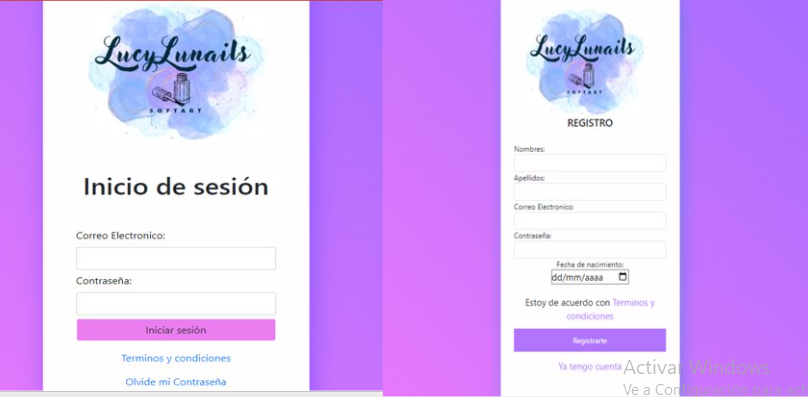 LucyLunails
SOFTART
Inicio de sesión
Correo Electronico:
Contraseña:
Iniciar sesión
Terminos y condiciones
Olvide mi Contraseña
LucyLunails
SOFTART
REGISTRO
Nombres:
Apellidos:
Correo Electronico:
Contraseña:
Fecha de nacimiento:
dd/mm/aaaa
Estoy de acuerdo con Terminos y
condiciones
Registrarte
Ya tengo cuenta
Activar Windows
Ve a Configuración para act